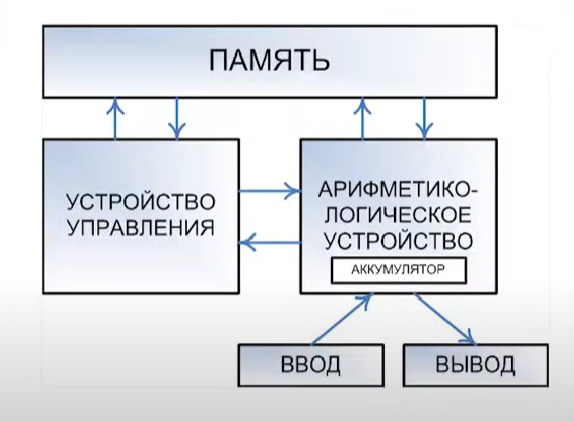 ПАМЯТЬ
УСТРОЙСТВО
УПРАВЛЕНИЯ
АРИФМЕТИКО-
ЛОГИЧЕСКОЕ
УСТРОЙСТВО
АККУМУЛЯТОР
ВВОД
ВЫВОД